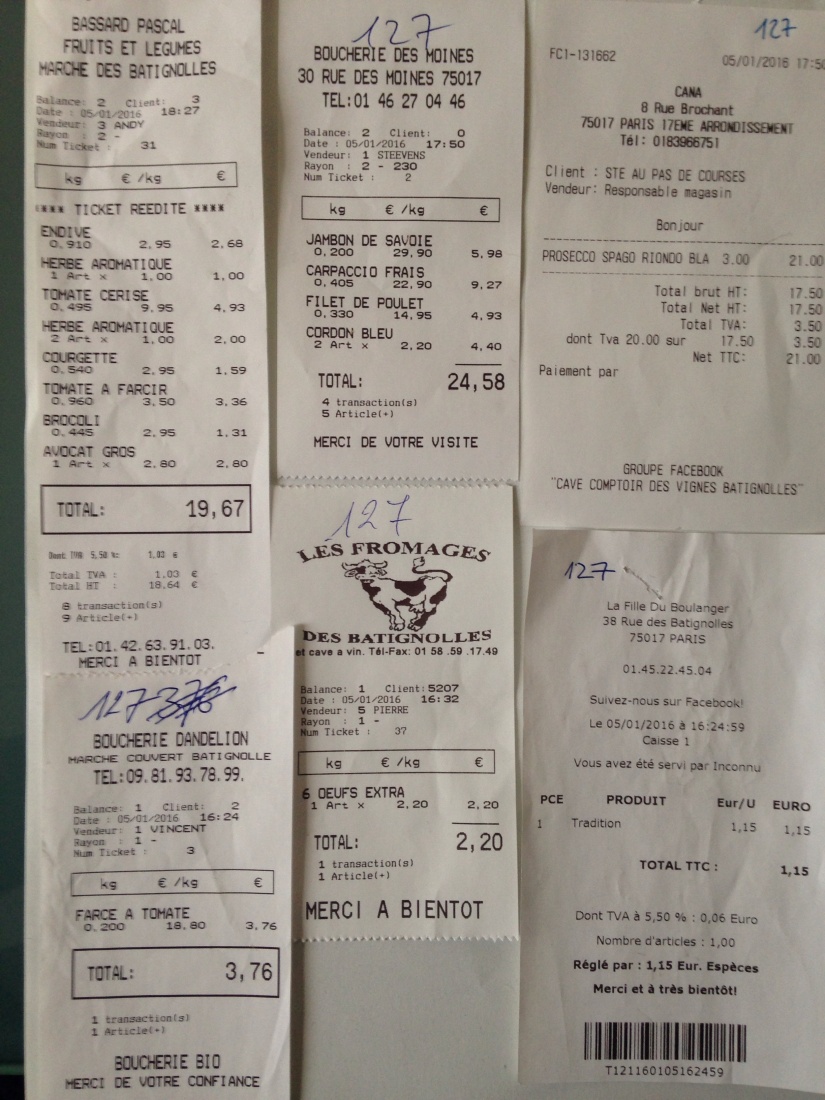 BASSARD PASCAL
FRUITS ET LEGUMES
MARCHE DES BATIGNOLLES
Balance: 2 Client: 3
Date : 05/01/2016 18:27
Vendeur: 3 ANDY
Rayon : 2 -
Num Ticket : 31
kg € /kg €
**** TICKET REEDITE ****
ENDIVE
0,910 2,95 2,68
HERBE AROMATIQUE
1 Art x 1,00 1,00
TOMATE CERISE
0,495 9,95 4,93
HERBE AROMATIQUE
2 Art x 1,00 2,00
COURGETTE
0,540 2,95 1,59
TOMATE A FARCIR
0,960 3,50 3,36
BROCOLI
0,445 2,95 1,31
AVOCAT GROS
1 Art x 2,80 2,80
TOTAL: 19,67
Dont TVA 5,50 %: 1,03 €
Total TVA : 1,03 €
Total HT : 18,64 €
8 transaction(s)
9 Article(+)
TEL:01.42.63.91.03.
MERCI A BIENTOT
127
BOUCHERIE DES MOINES
30 RUE DES MOINES 75017
TEL:01 46 27 04 46
Balance: 2 Client: 0
Date : 05/01/2016 17:50
Vendeur: 1 STEEVENS
Rayon : 2 - 230
Num Ticket : 2
kg € /kg €
JAMBON DE SAVOIE
0,200 29,90 5,98
CARPACCIO FRAIS
0,405 22,90 9,27
FILET DE POULET
0,330 14,95 4,93
CORDON BLEU
2 Art x 2,20 4,40
TOTAL: 24,58
4 transaction(s)
5 Article(+)
MERCI DE VOTRE VISITE
127
FC1-131662 05/01/2016 17:50
CANA
8 Rue Brochant
75017 PARIS 17EME ARRONDISSEMENT
Tél: 0183966751
Client : STE AU PAS DE COURSES
Vendeur: Responsable magasin
Bonjour
PROSECCO SPAGO RIONDO BLA 3.00 21.00
Total brut HT: 17.50
Total Net HT: 17.50
Total TVA: 3.50
dont Tva 20.00 sur 17.50 3.50
Net TTC: 21.00
Paiement par
GROUPE FACEBOOK
"CAVE COMPTOIR DES VIGNES BATIGNOLLES"
127
BOUCHERIE DANDELION
MARCHE COUVERT BATIGNOLLE
TEL:09.81.93.78.99.
Balance: 1 Client: 2
Date : 05/01/2016 16:24
Vendeur: 1 VINCENT
Rayon : 1 -
Num Ticket : 3
kg € /kg €
FARCE A TOMATE
0,200 18,80 3,76
TOTAL: 3,76
1 transaction(s)
1 Article(+)
BOUCHERIE BIO
MERCI DE VOTRE CONFIANCE
127
LES FROMAGES
DES BATIGNOLLES
et cave a vin. Tél-Fax: 01 58 .59 .17.49
Balance: 1 Client:5207
Date : 05/01/2016 16:32
Vendeur: 5 PIERRE
Rayon : 1 -
Num Ticket : 37
kg € /kg €
6 OEUFS EXTRA
1 Art x 2,20 2,20
TOTAL: 2,20
1 transaction(s)
1 Article(+)
MERCI A BIENTOT
127
La Fille Du Boulanger
38 Rue des Batignolles
75017 PARIS
01.45.22.45.04
Suivez-nous sur Facebook!
Le 05/01/2016 à 16:24:59
Caisse 1
Vous avez été servi par Inconnu
PCE PRODUIT Eur/U EURO
1 Tradition 1,15 1,15
TOTAL TTC : 1,15
Dont TVA à 5,50 % : 0,06 Euro
Nombre d'articles : 1,00
Réglé par : 1,15 Eur. Espèces
Merci et à très bientôt!
T121160105162459